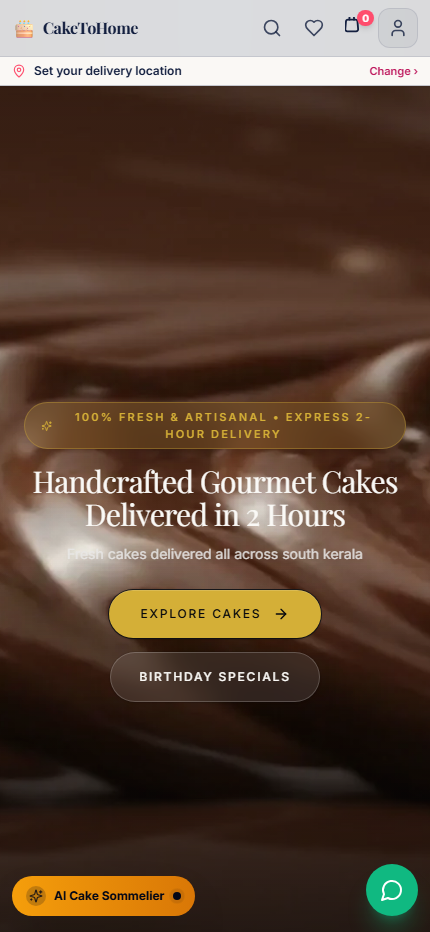 CakeToHome
0
Set your delivery location
Change ›
100% FRESH & ARTISANAL • EXPRESS 2-
HOUR DELIVERY
Handcrafted Gourmet Cakes
Delivered in 2 Hours
Fresh cakes delivered all across south kerala
EXPLORE CAKES →
BIRTHDAY SPECIALS
AI Cake Sommelier